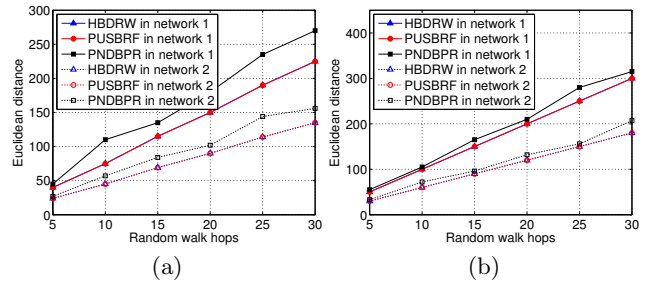 300
250
200
150
100
50
0
Euclidean distance
HBDRW in network 1
PUSBRF in network 1
PNDBPR in network 1
HBDRW in network 2
PUSBRF in network 2
PNDBPR in network 2
5 10 15 20 25 30
Random walk hops
(a)
400
300
200
100
0
Euclidean distance
HBDRW in network 1
PUSBRF in network 1
PNDBPR in network 1
HBDRW in network 2
PUSBRF in network 2
PNDBPR in network 2
5 10 15 20 25 30
Random walk hops
(b)